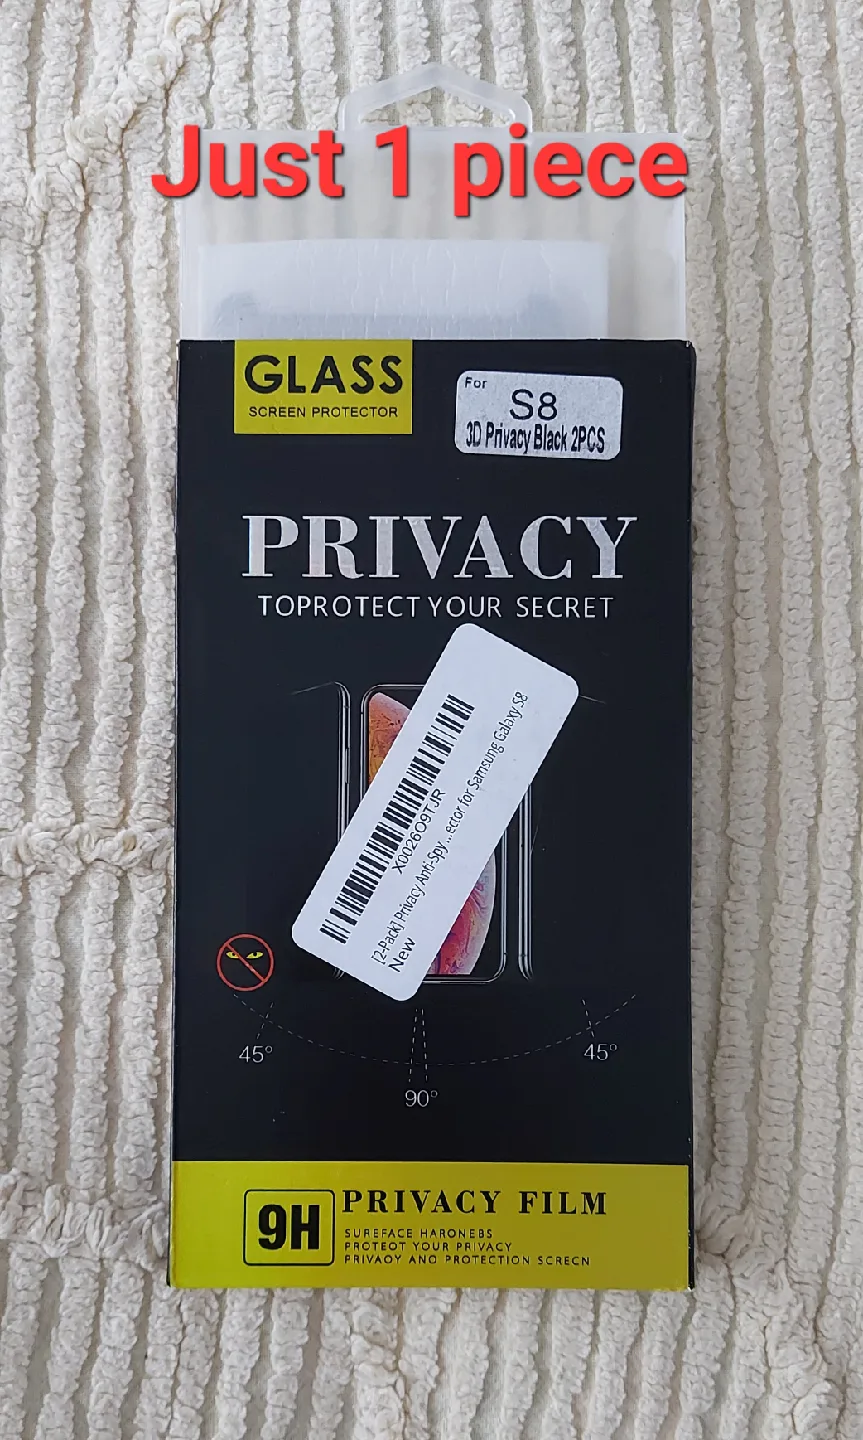 Just 1 piece
GLASS
SCREEN PROTECTOR
For
S8
3D Privacy Black 2PCS
PRIVACY
TOPROTECT YOUR SECRET
X0026O9TJR
[2-Pack] Privacy Anti-Spy ... ector for Samsung Galaxy S8
New
45°
90°
45°
9H
PRIVACY FILM
SUREFACE HARONEBS
PROTEOT YOUR PRIVACY
PRIVAOY AND PROTECTION SCRECN